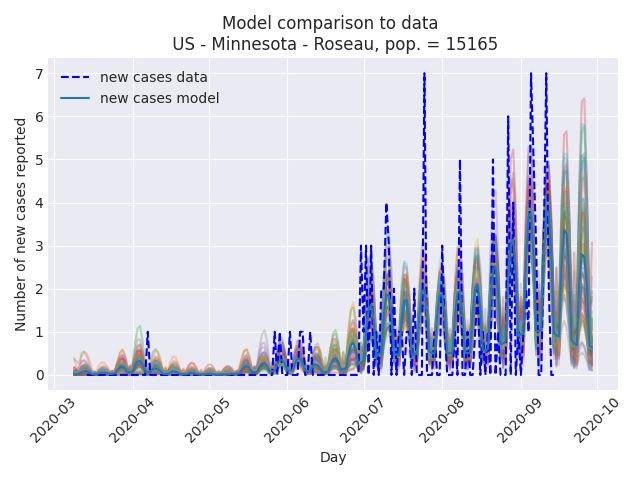 Model comparison to data
US - Minnesota - Roseau, pop. = 15165
new cases data
new cases model
Number of new cases reported
7
6
5
4
3
2
1
0
2020-03
2020-04
2020-05
2020-06
2020-07
2020-08
2020-09
2020-10
Day